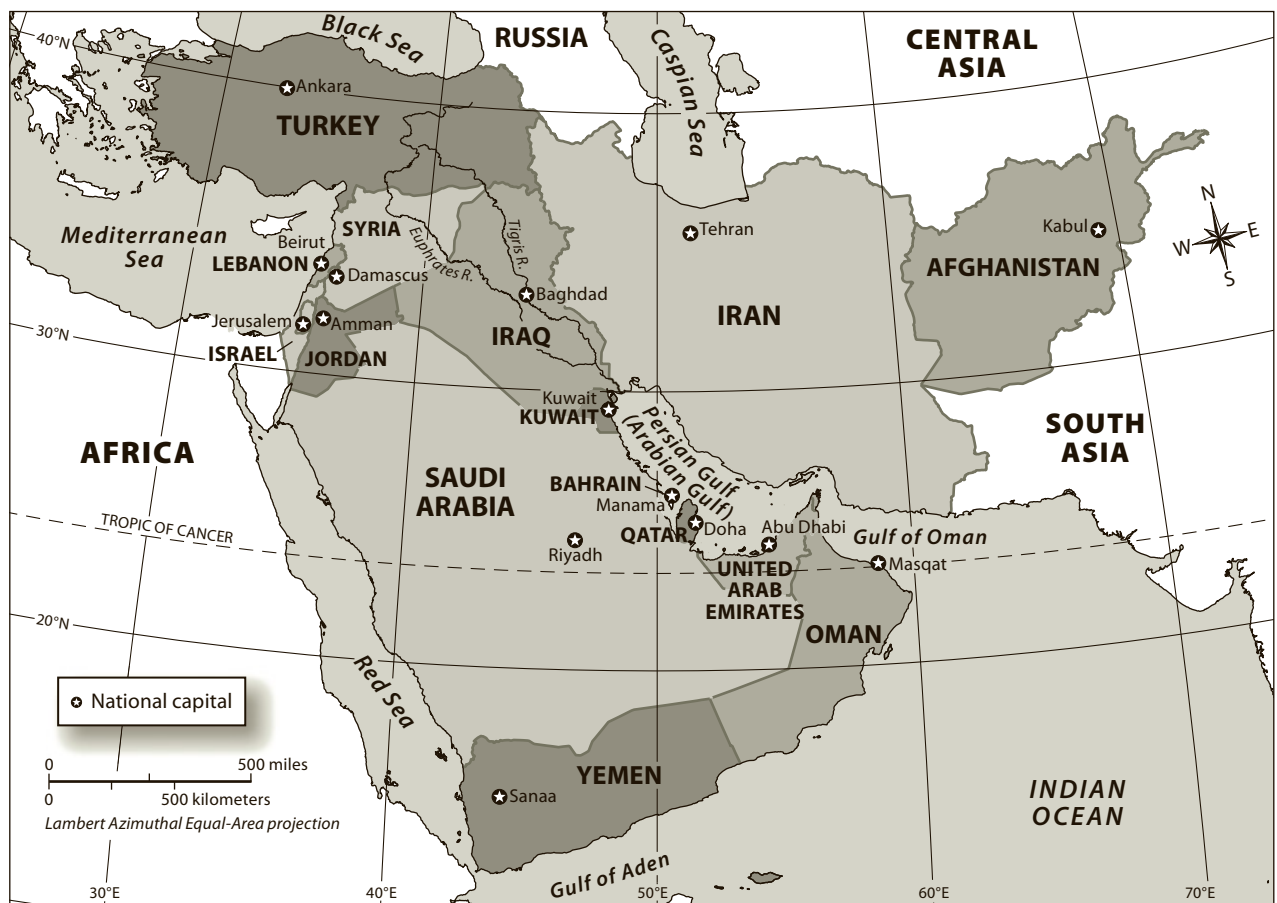 Black Sea
RUSSIA
CENTRAL
ASIA
40°N
Caspian Sea
Ankara
TURKEY
N
W
E
S
Mediterranean
Sea
SYRIA
Beirut
LEBANON
Damascus
Euphrates R.
Tigris R.
Tehran
Kabul
AFGHANISTAN
Baghdad
IRAN
Jerusalem
Amman
IRAQ
30°N
ISRAEL
JORDAN
Kuwait
KUWAIT
Persian Gulf
(Arabian Gulf)
SOUTH
ASIA
AFRICA
SAUDI
ARABIA
BAHRAIN
Manama
QATAR
Doha
Abu Dhabi
Gulf of Oman
TROPIC OF CANCER
Riyadh
Masqat
UNITED
ARAB
EMIRATES
OMAN
20°N
Red Sea
National capital
0
500 miles
0
500 kilometers
Lambert Azimuthal Equal-Area projection
YEMEN
Sanaa
INDIAN
OCEAN
Gulf of Aden
30°E
40°E
50°E
60°E
70°E